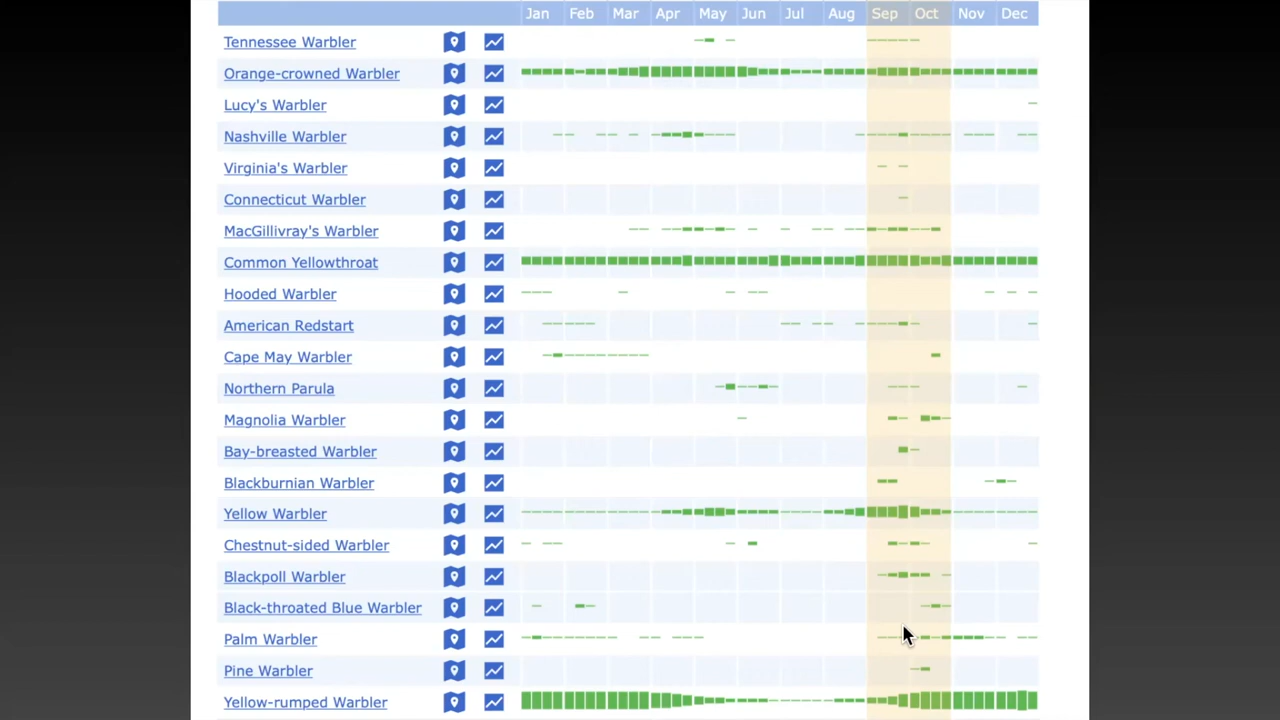 Jan Feb Mar Apr May Jun Jul Aug Sep Oct Nov Dec
Tennessee Warbler
Orange-crowned Warbler
Lucy's Warbler
Nashville Warbler
Virginia's Warbler
Connecticut Warbler
MacGillivray's Warbler
Common Yellowthroat
Hooded Warbler
American Redstart
Cape May Warbler
Northern Parula
Magnolia Warbler
Bay-breasted Warbler
Blackburnian Warbler
Yellow Warbler
Chestnut-sided Warbler
Blackpoll Warbler
Black-throated Blue Warbler
Palm Warbler
Pine Warbler
Yellow-rumped Warbler